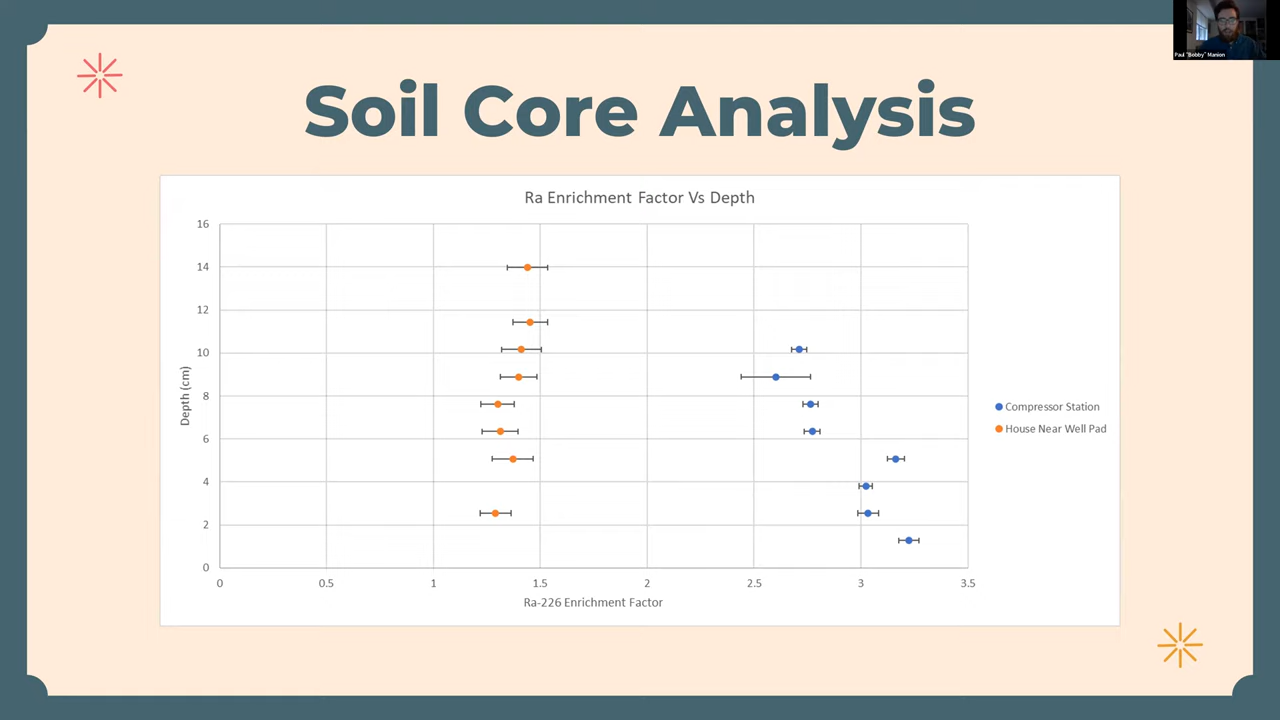 Paul "Bobby" Manion
Soil Core Analysis
Ra Enrichment Factor Vs Depth
16
14
12
10
8
6
4
2
0
Depth (cm)
0 0.5 1 1.5 2 2.5 3 3.5
Ra-226 Enrichment Factor
Compressor Station
House Near Well Pad